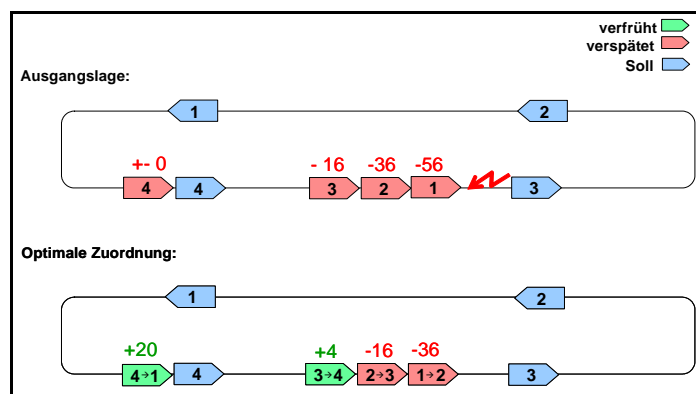 verfrüht
verspätet
Soll
Ausgangslage:
1 2
+- 0 - 16 -36 -56
4 4 3 2 1 3
Optimale Zuordnung:
1 2
+20 +4 -16 -36
4→1 4 3→4 2→3 1→2 3